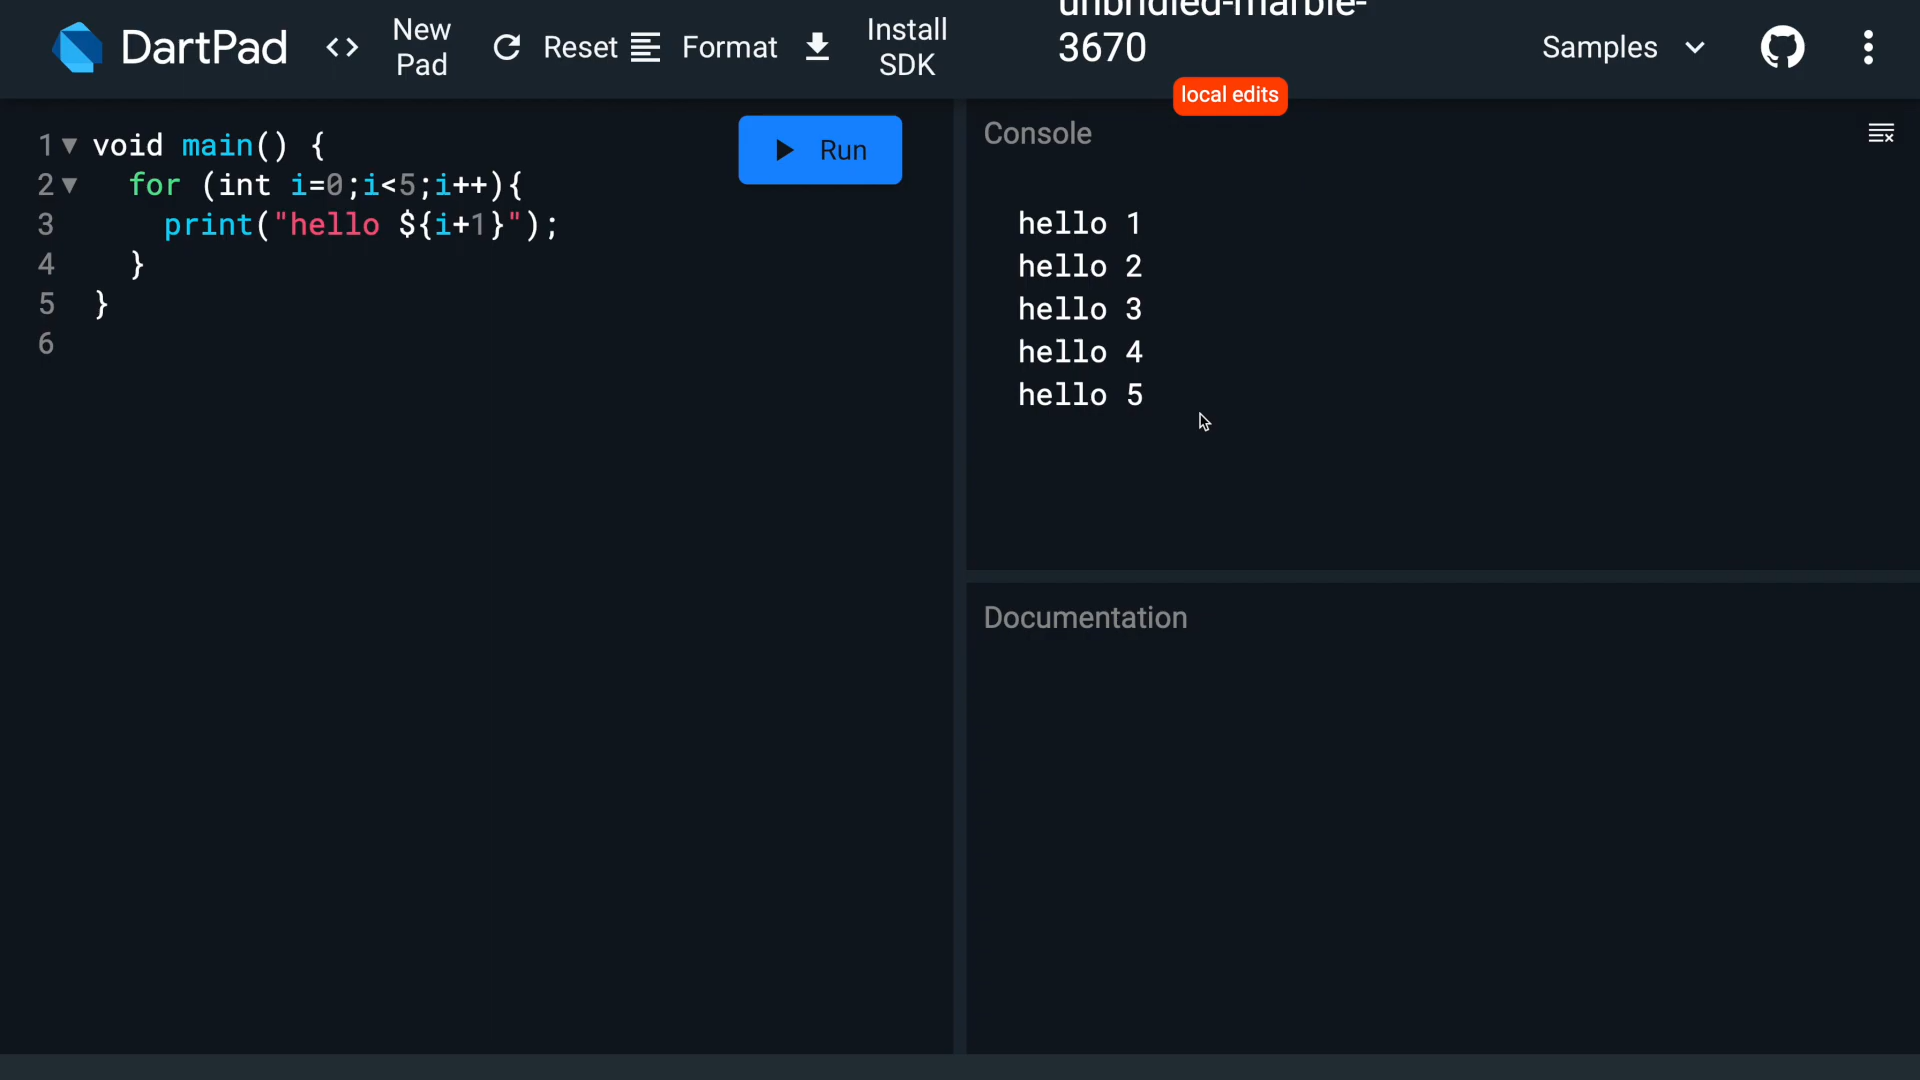 DartPad
<> New Pad
Reset
Format
Install SDK
unbridled-marble-3670
local edits
Samples
1 void main() {
2   for (int i=0;i<5;i++){
3     print("hello ${i+1}");
4   }
5 }
6
Run
Console
hello 1
hello 2
hello 3
hello 4
hello 5
Documentation